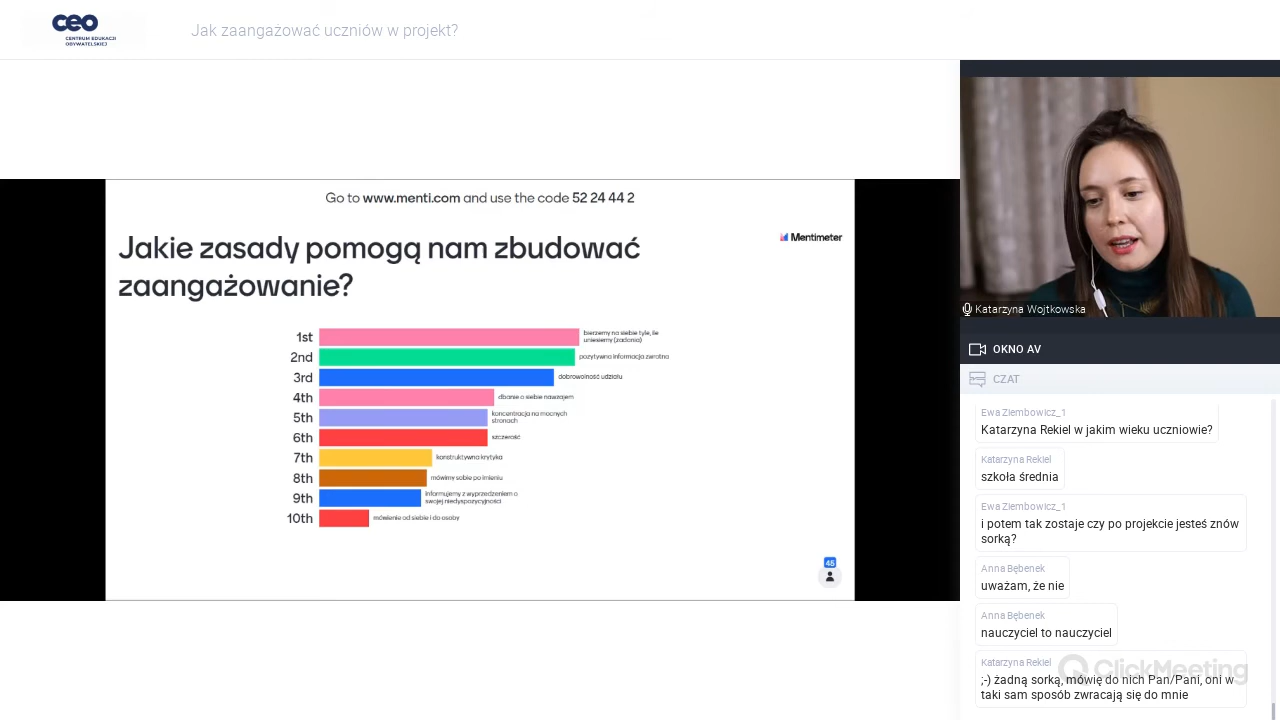 ceo
CENTRUM EDUKACJI
OBYWATELSKIEJ
Jak zaangażować uczniów w projekt?
Go to www.menti.com and use the code 52 24 44 2
Mentimeter
Jakie zasady pomogą nam zbudować
zaangażowanie?
1st
bierzemy na siebie tyle, ile
uniesiemy (zadania)
2nd
pozytywna informacja zwrotna
3rd
dobrowolność udziału
4th
dbanie o siebie nawzajem
5th
koncentracja na mocnych
stronach
6th
szczerość
7th
konstruktywna krytyka
8th
mówimy sobie po imieniu
9th
informujemy z wyprzedzeniem o
swojej niedyspozycyjności
10th
mówienie od siebie i do osoby
45
Katarzyna Wojtkowska
OKNO AV
CZAT
Ewa Ziembowicz_1
Katarzyna Rekiel w jakim wieku uczniowie?
Katarzyna Rekiel
szkoła średnia
Ewa Ziembowicz_1
i potem tak zostaje czy po projekcie jesteś znów
sorką?
Anna Bębenek
uważam, że nie
Anna Bębenek
nauczyciel to nauczyciel
Katarzyna Rekiel
;-) żadną sorką, mówię do nich Pan/Pani, oni w
taki sam sposób zwracają się do mnie
ClickMeeting